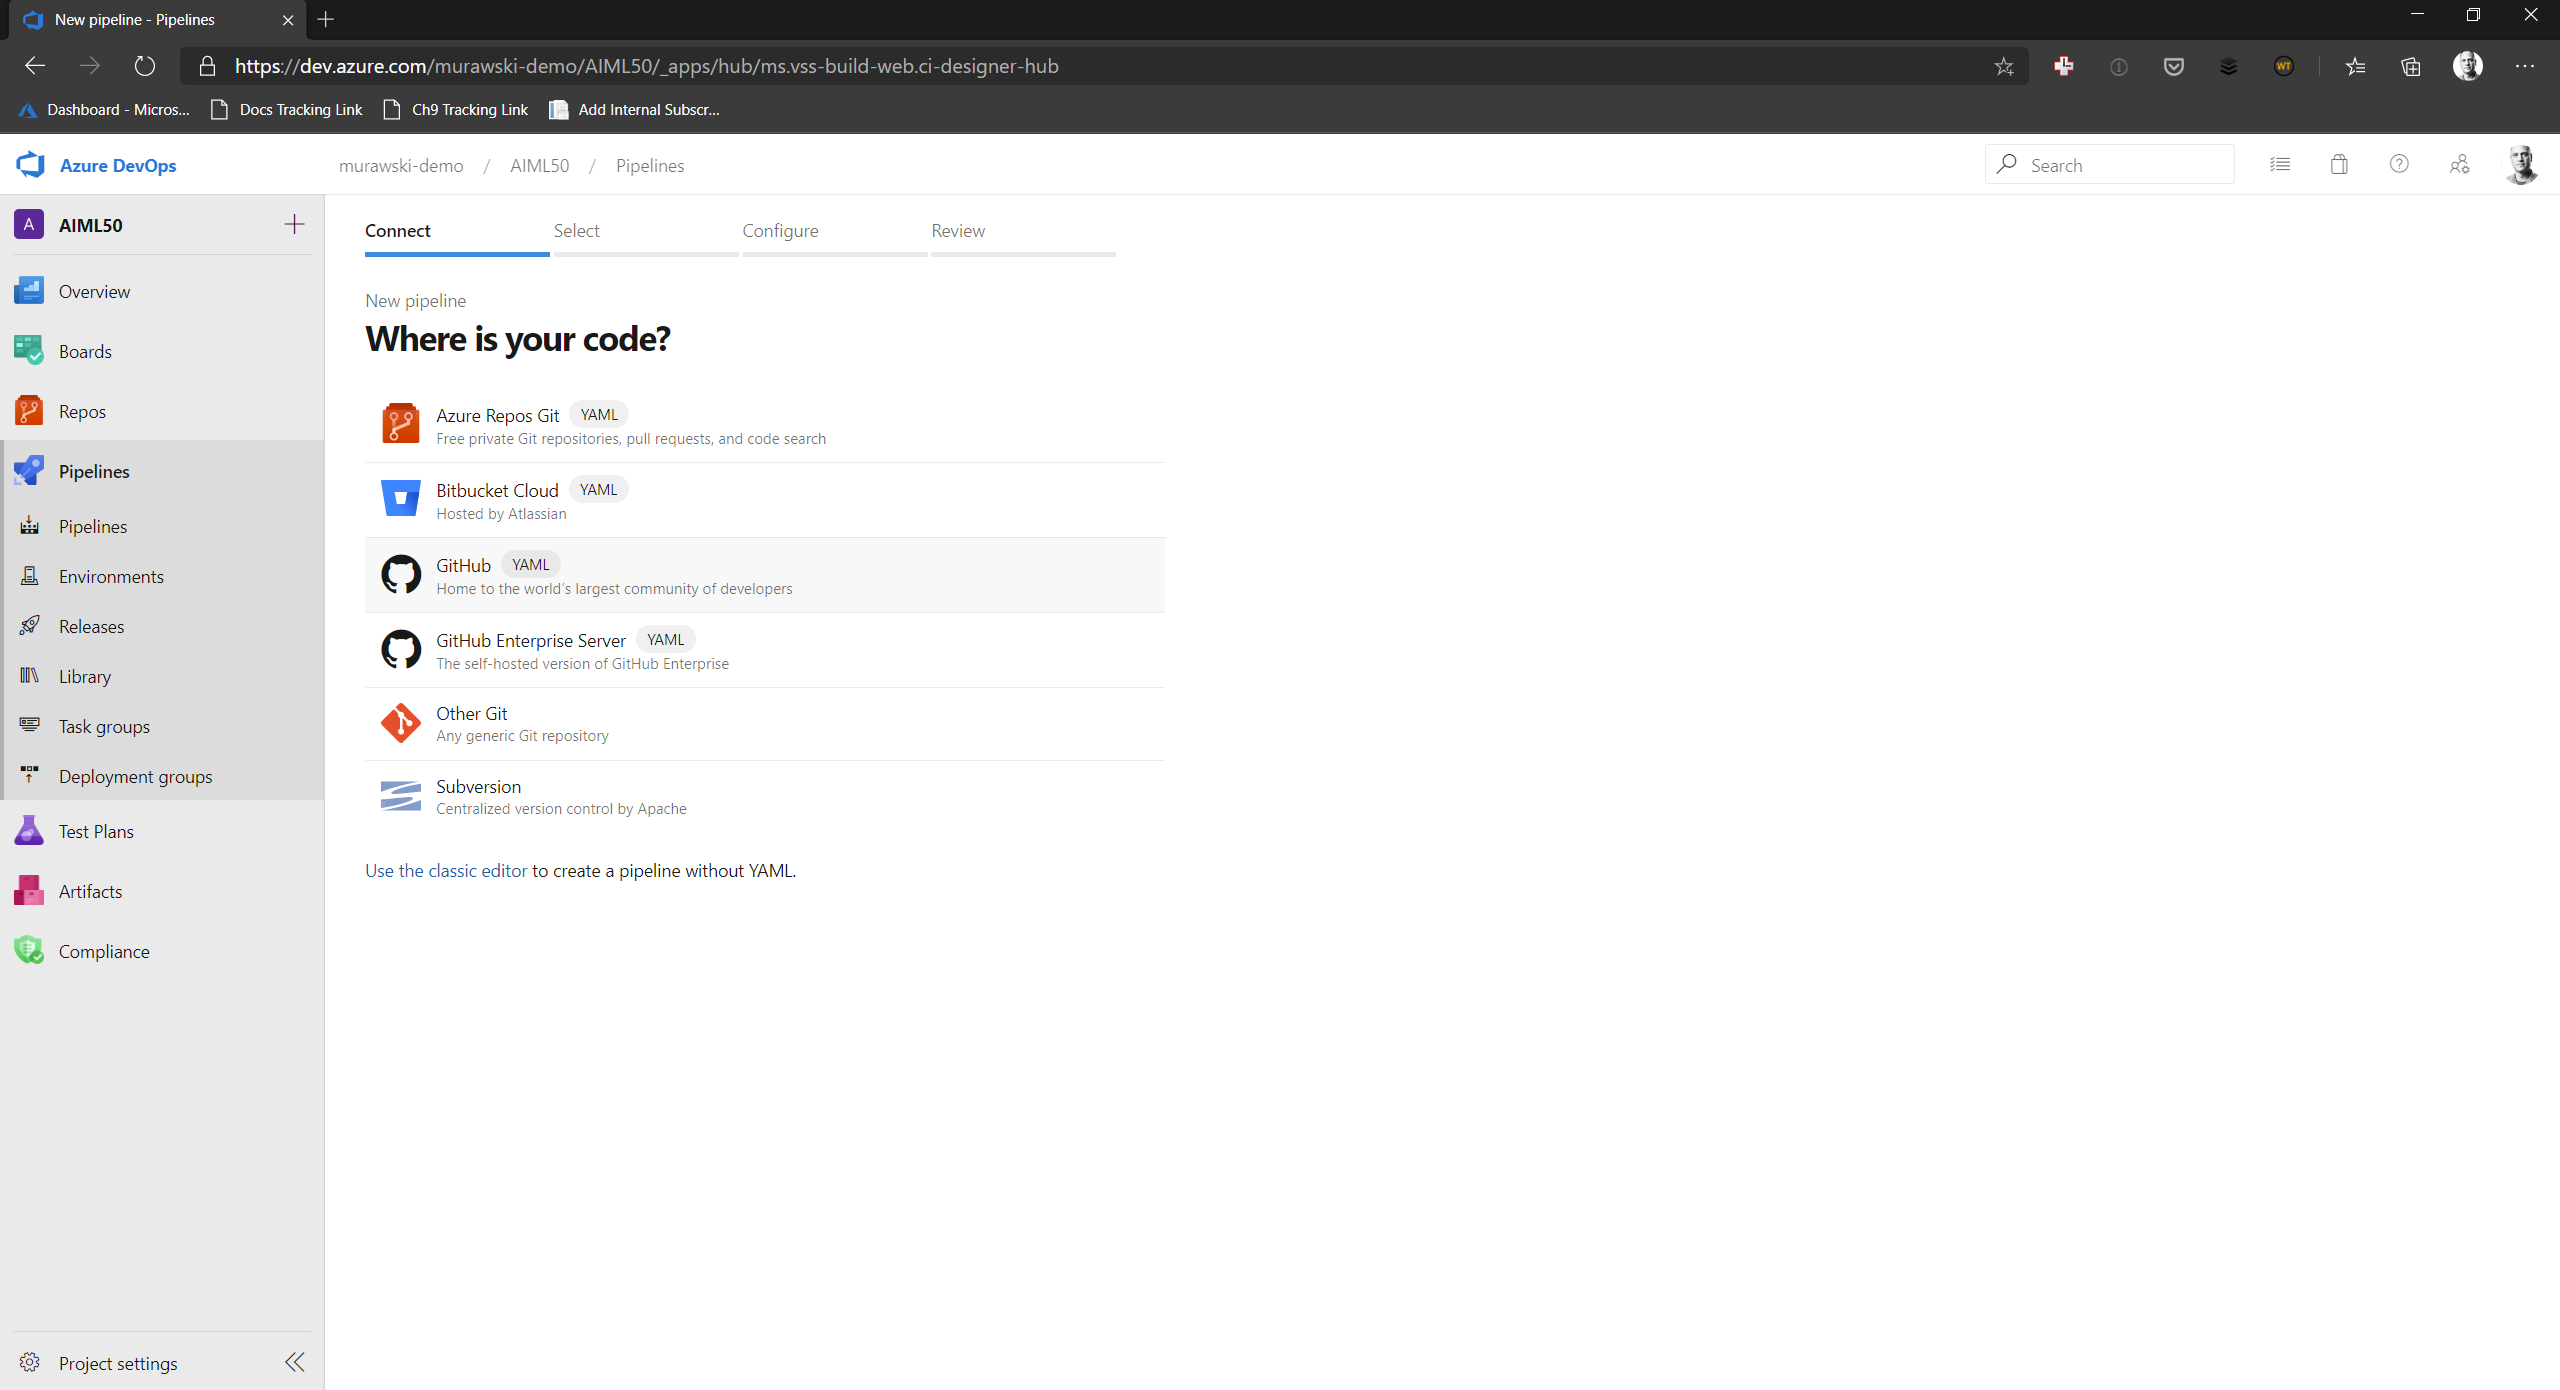 New pipeline - Pipelines
https://dev.azure.com/murawski-demo/AIML50/_apps/hub/ms.vss-build-web.ci-designer-hub
WT
Dashboard - Micros...
Docs Tracking Link
Ch9 Tracking Link
Add Internal Subscr...
Azure DevOps
murawski-demo / AIML50 / Pipelines
Search
A AIML50
Overview
Boards
Repos
Pipelines
Pipelines
Environments
Releases
Library
Task groups
Deployment groups
Test Plans
Artifacts
Compliance
Project settings
Connect
Select
Configure
Review
New pipeline
Where is your code?
Azure Repos Git YAML
Free private Git repositories, pull requests, and code search
Bitbucket Cloud YAML
Hosted by Atlassian
GitHub YAML
Home to the world's largest community of developers
GitHub Enterprise Server YAML
The self-hosted version of GitHub Enterprise
Other Git
Any generic Git repository
Subversion
Centralized version control by Apache
Use the classic editor to create a pipeline without YAML.